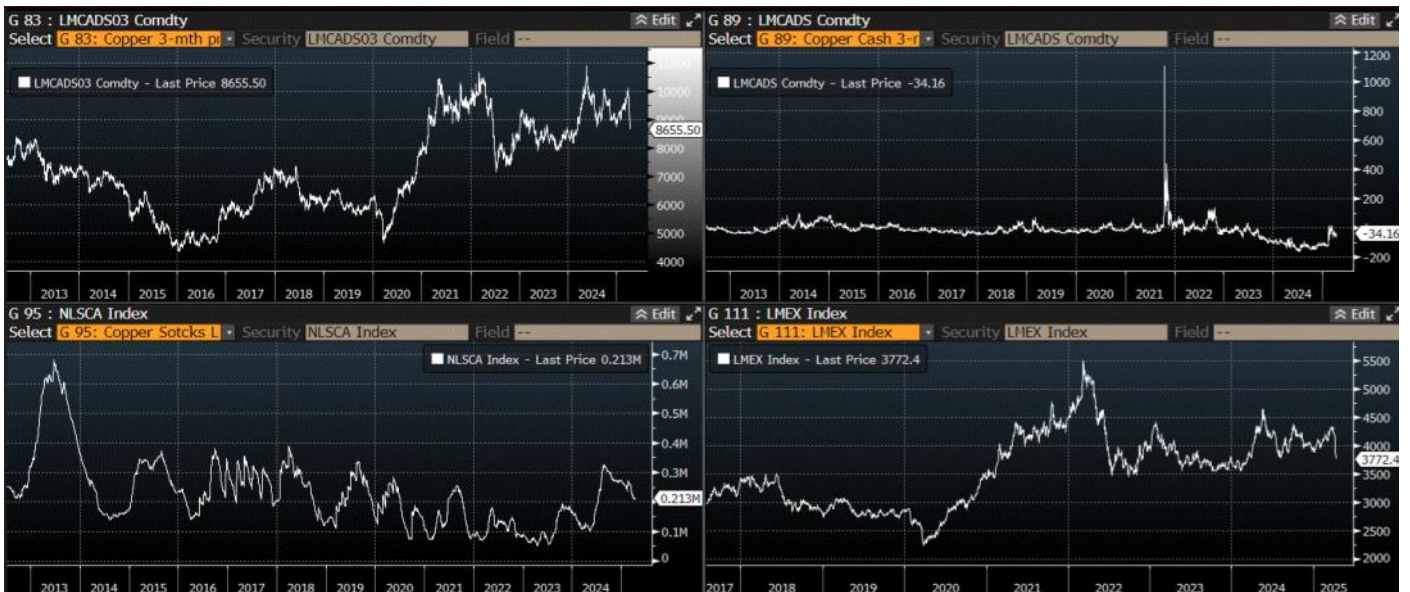 G 83 : LMCADS03 Comdty
Edit
Select G 83: Copper 3-mth p Security LMCADS03 Comdty Field --
LMCADS03 Comdty - Last Price 8655.50
11000
10000
9000
8655.50
8000
7000
6000
5000
4000
2013 2014 2015 2016 2017 2018 2019 2020 2021 2022 2023 2024
G 89 : LMCADS Comdty
Edit
Select G 89: Copper Cash 3-r Security LMCADS Comdty Field --
LMCADS Comdty - Last Price -34.16
1200
1000
800
600
400
200
-34.16
-200
2013 2014 2015 2016 2017 2018 2019 2020 2021 2022 2023 2024
G 95 : NLSCA Index
Edit
Select G 95: Copper Sotcks L Security NLSCA Index Field --
NLSCA Index - Last Price 0.213M
0.7M
0.6M
0.5M
0.4M
0.3M
0.213M
0.1M
0
2013 2014 2015 2016 2017 2018 2019 2020 2021 2022 2023 2024
G 111 : LMEX Index
Edit
Select G 111: LMEX Index Security LMEX Index Field --
LMEX Index - Last Price 3772.4
5500
5000
4500
4000
3772.4
3500
3000
2500
2000
2017 2018 2019 2020 2021 2022 2023 2024 2025